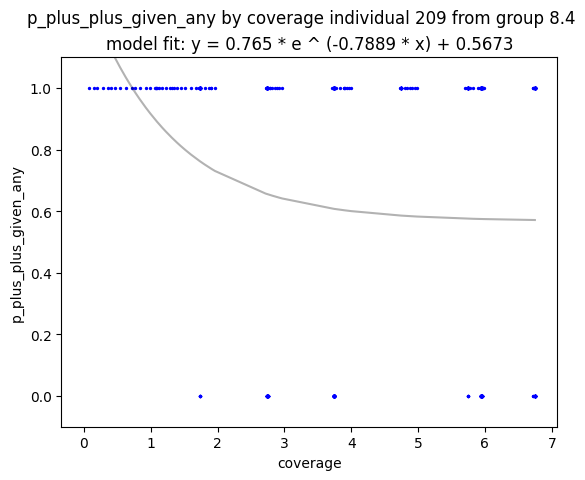 p_plus_plus_given_any by coverage individual 209 from group 8.4
model fit: y = 0.765 * e ^ (-0.7889 * x) + 0.5673
1.0
0.8
0.6
0.4
0.2
0.0
p_plus_plus_given_any
0 1 2 3 4 5 6 7
coverage